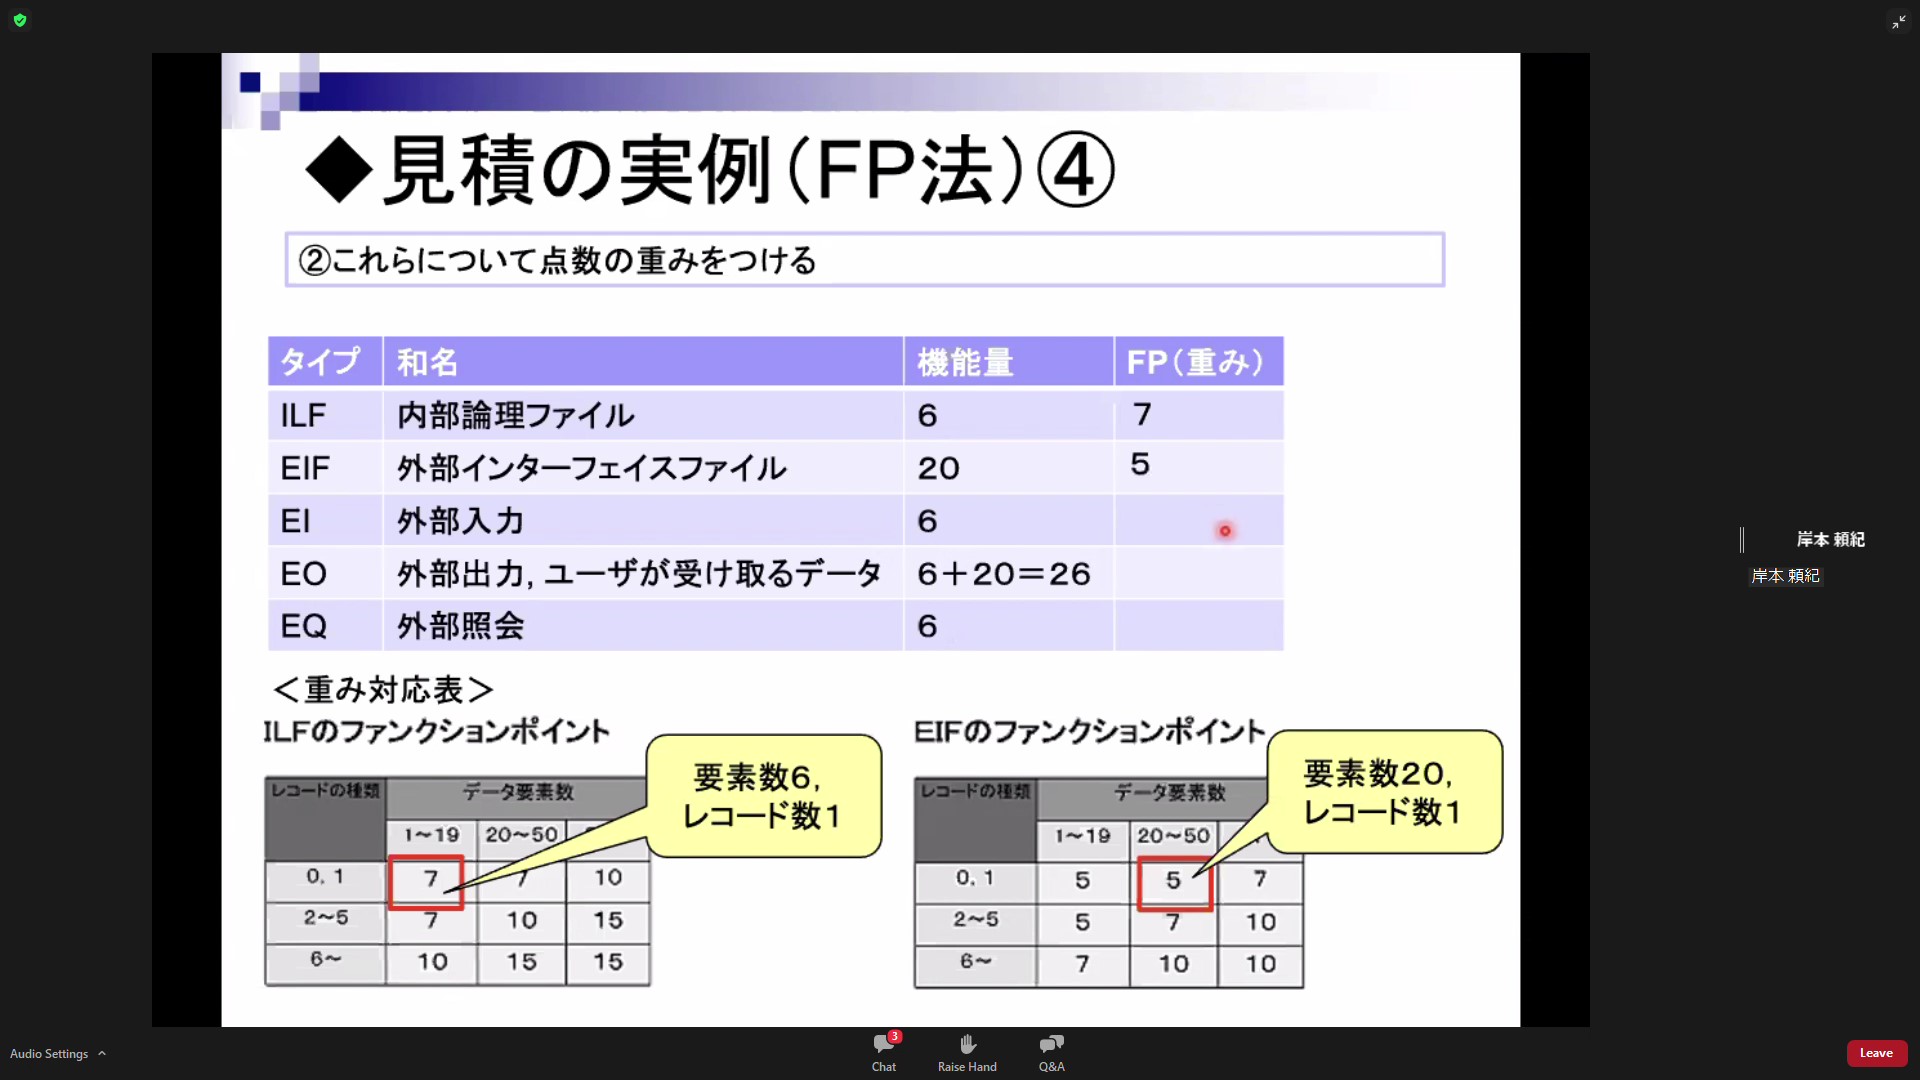 ◆見積の実例(FP法)④
②これらについて点数の重みをつける
タイプ 和名 機能量 FP(重み)
ILF 内部論理ファイル 6 7
EIF 外部インターフェイスファイル 20 5
EI 外部入力 6
EO 外部出力, ユーザが受け取るデータ 6+20=26
EQ 外部照会 6
<重み対応表>
ILFのファンクションポイント
要素数6,
レコード数1
レコードの種類 データ要素数
1~19 20~50
0, 1 7 7 10
2~5 7 10 15
6~ 10 15 15
EIFのファンクションポイント
要素数20,
レコード数1
レコードの種類 データ要素数
1~19 20~50
0, 1 5 5 7
2~5 5 7 10
6~ 7 10 10
岸本 頼紀
岸本 頼紀
Audio Settings
3
Chat
Raise Hand
Q&A
Leave